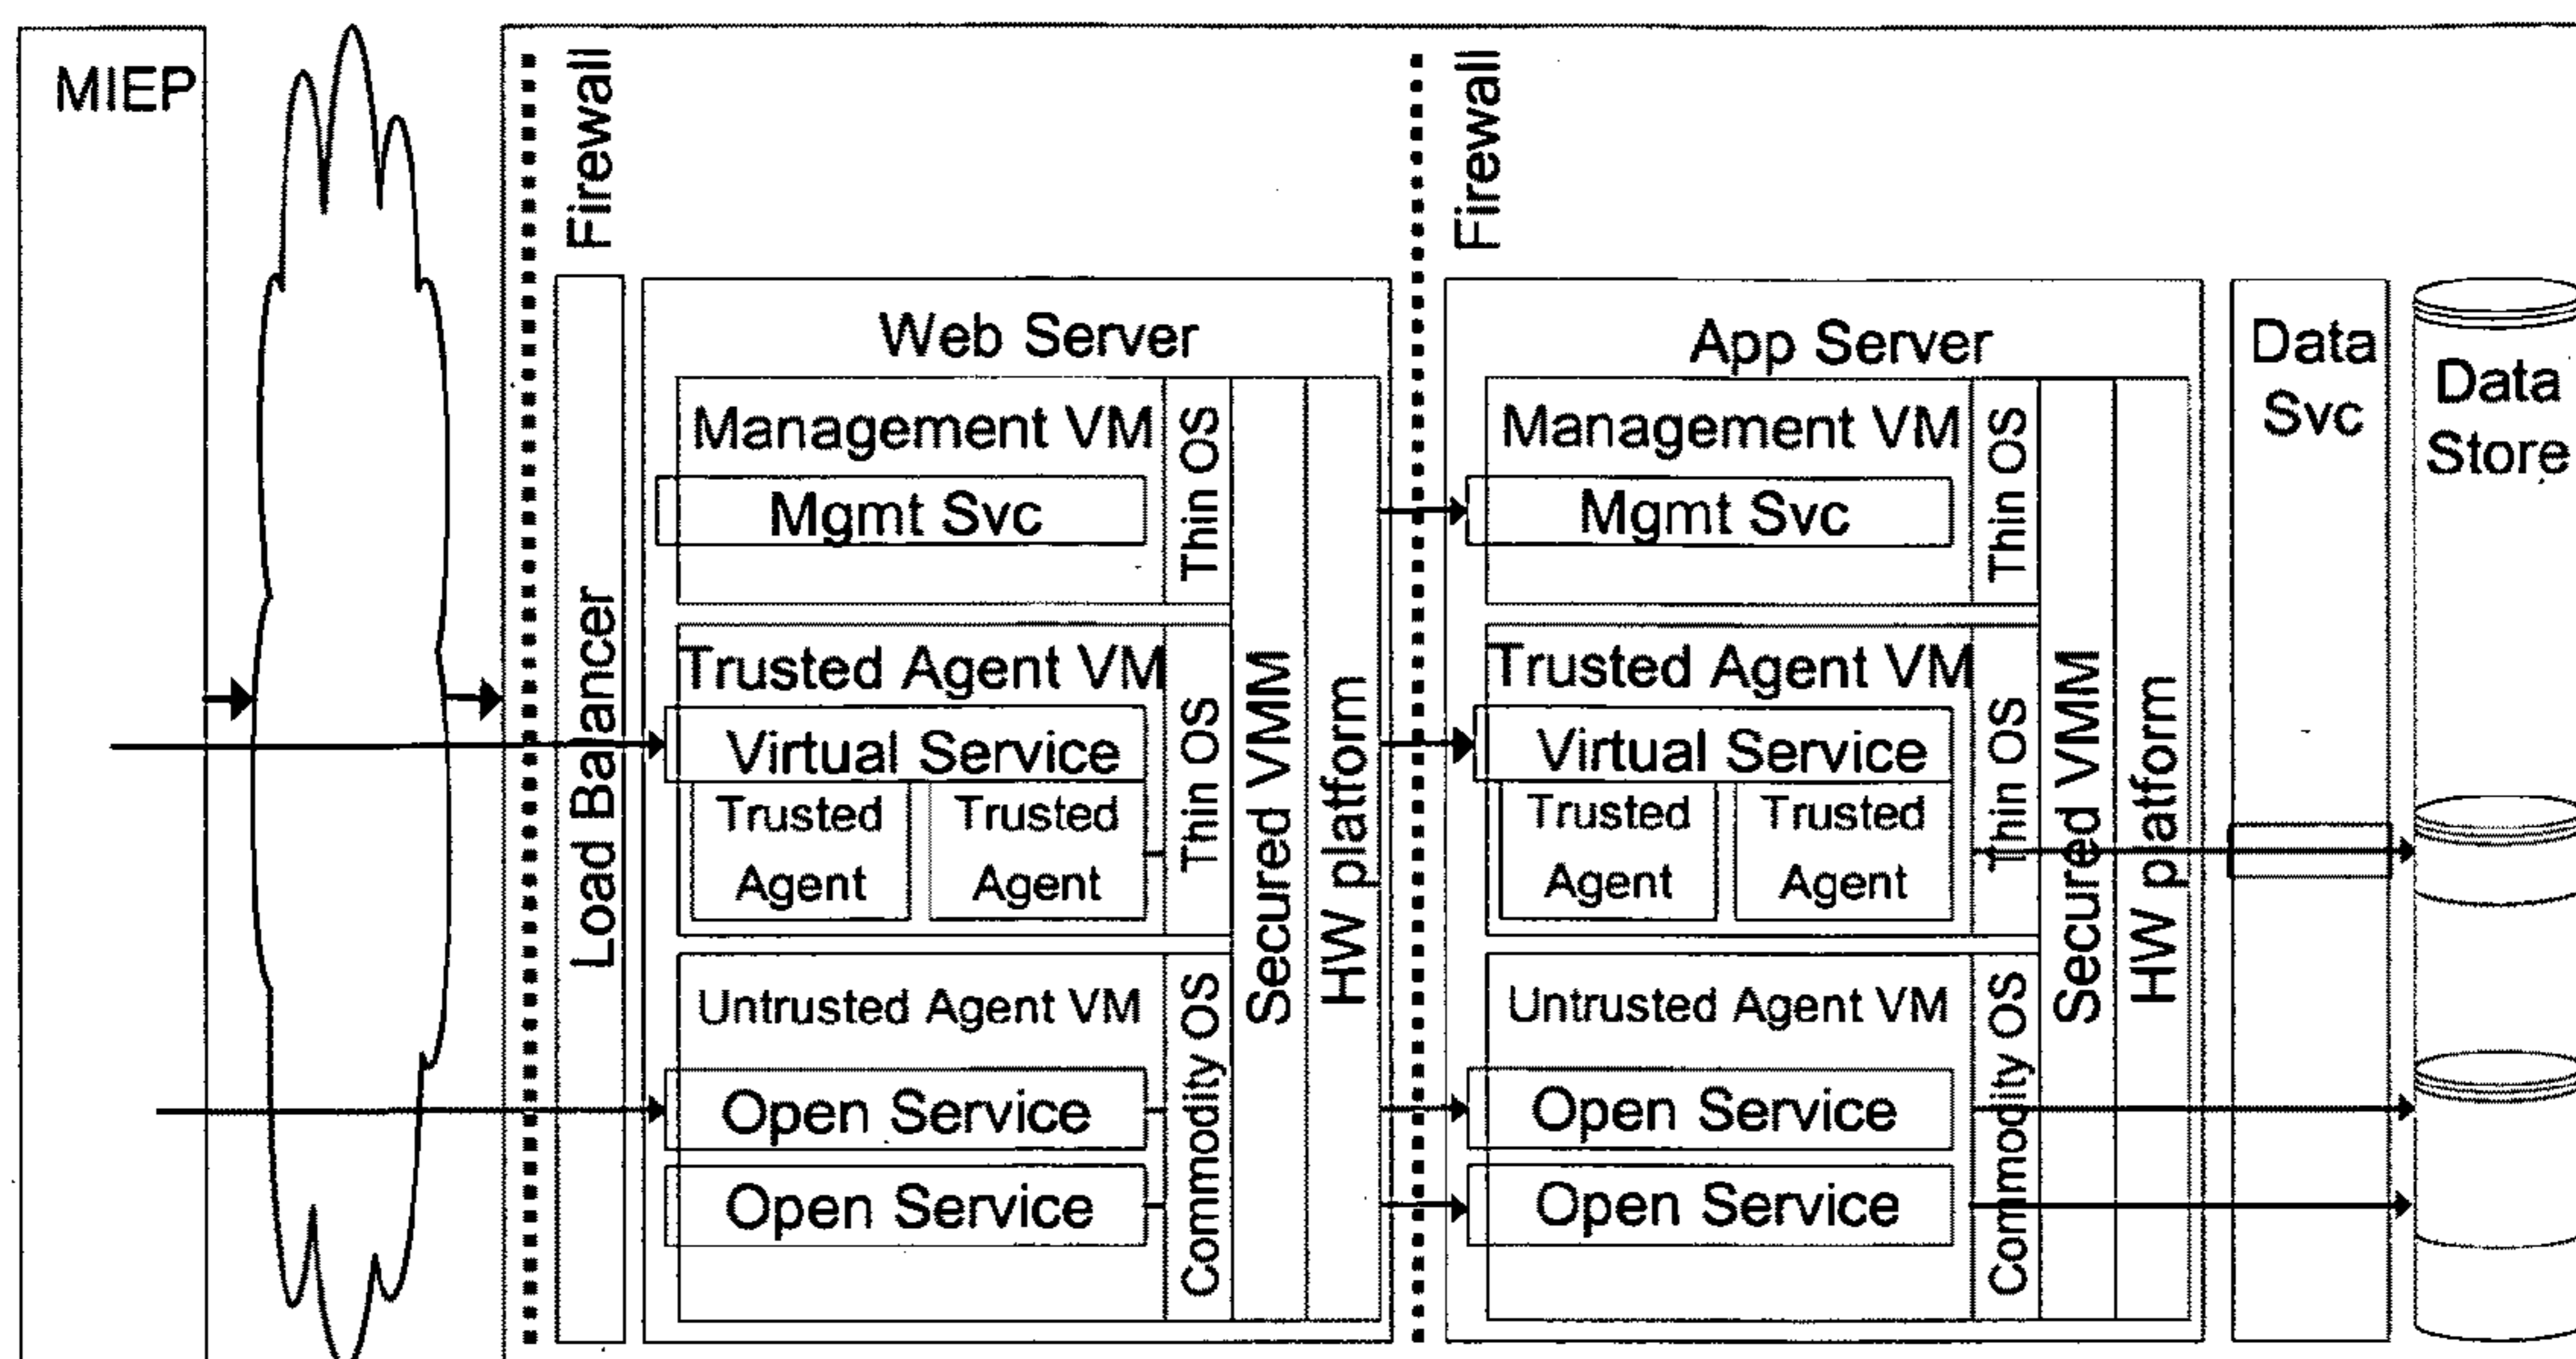 MIEP
Firewall
Load Balancer
Web Server
Management VM
Mgmt Svc
Thin OS
Trusted Agent VM
Virtual Service
Trusted
Agent
Trusted
Agent
Thin OS
Untrusted Agent VM
Open Service
Open Service
Commodity OS
Secured VMM
HW platform
Firewall
App Server
Management VM
Mgmt Svc
Thin OS
Trusted Agent VM
Virtual Service
Trusted
Agent
Trusted
Agent
Thin OS
Untrusted Agent VM
Open Service
Open Service
Commodity OS
Secured VMM
HW platform
Data
Svc
Data
Store